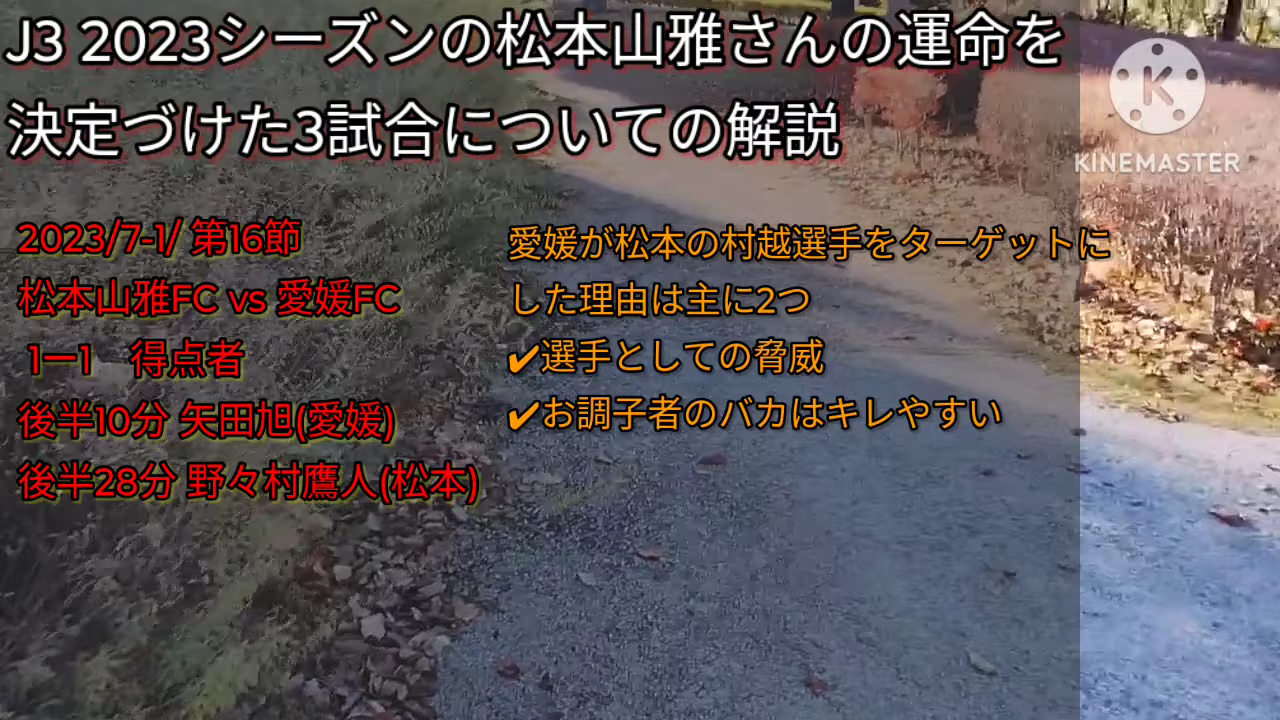 J3 2023シーズンの松本山雅さんの運命を
決定づけた3試合についての解説
KINEMASTER
2023/7-1/ 第16節
松本山雅FC vs 愛媛FC
1ー1 得点者
後半10分 矢田旭(愛媛)
後半28分 野々村鷹人(松本)
愛媛が松本の村越選手をターゲットに
した理由は主に2つ
✔選手としての脅威
✔お調子者のバカはキレやすい